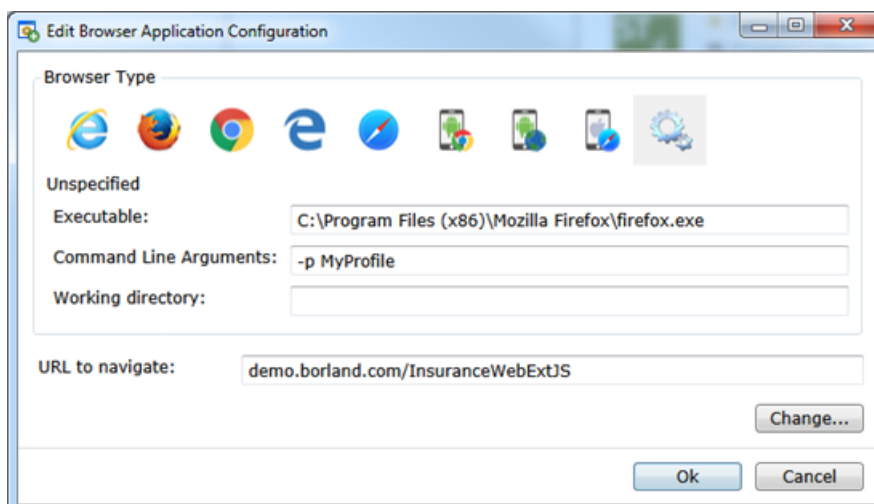 Edit Browser Application Configuration
Browser Type
Unspecified
Executable: C:\Program Files (x86)\Mozilla Firefox\firefox.exe
Command Line Arguments: -p MyProfile
Working directory:
URL to navigate: demo.borland.com/InsuranceWebExtJS
Change...
Ok Cancel